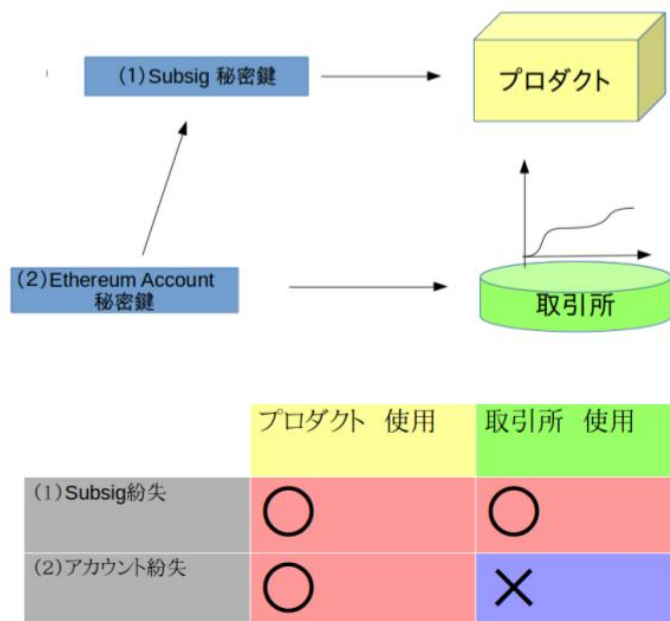 (1)Subsig 秘密鍵
プロダクト
(2)Ethereum Account
秘密鍵
取引所
プロダクト 使用
取引所 使用
(1)Subsig紛失
○
○
(2)アカウント紛失
○
×